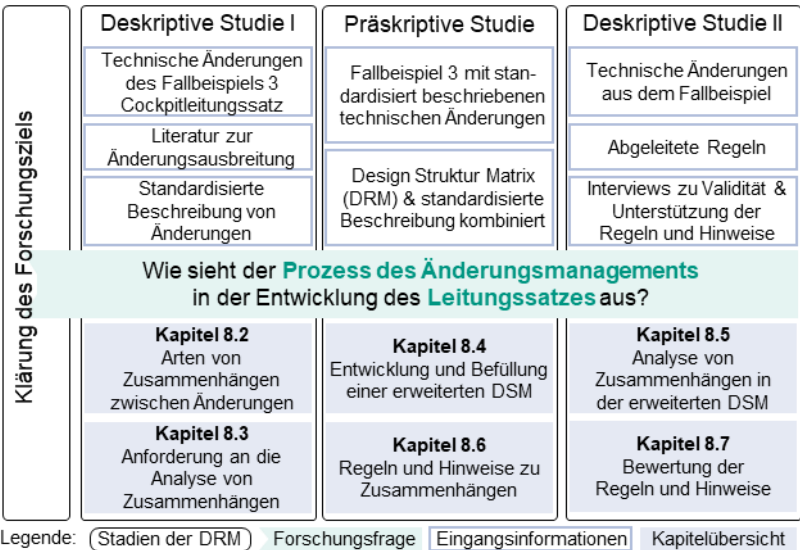 Klärung des Forschungsziels
Deskriptive Studie I
Technische Änderungen
des Fallbeispiels 3
Cockpitleitungssatz
Literatur zur
Änderungsausbreitung
Standardisierte
Beschreibung von
Änderungen
Präskriptive Studie
Fallbeispiel 3 mit stan-
dardisiert beschriebenen
technischen Änderungen
Design Struktur Matrix
(DRM) & standardisierte
Beschreibung kombiniert
Deskriptive Studie II
Technische Änderungen
aus dem Fallbeispiel
Abgeleitete Regeln
Interviews zu Validität &
Unterstützung der
Regeln und Hinweise
Wie sieht der Prozess des Änderungsmanagements
in der Entwicklung des Leitungssatzes aus?
Kapitel 8.2
Arten von
Zusammenhängen
zwischen Änderungen
Kapitel 8.3
Anforderung an die
Analyse von
Zusammenhängen
Kapitel 8.4
Entwicklung und Befüllung
einer erweiterten DSM
Kapitel 8.6
Regeln und Hinweise zu
Zusammenhängen
Kapitel 8.5
Analyse von
Zusammenhängen in
der erweiterten DSM
Kapitel 8.7
Bewertung der
Regeln und Hinweise
Legende: Stadien der DRM Forschungsfrage Eingangsinformationen Kapitelübersicht